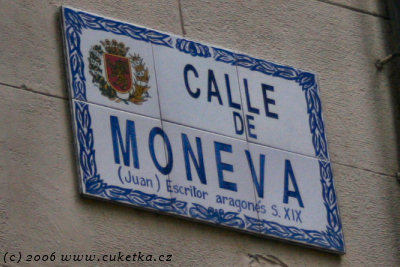 CALLE
DE
MONEVA
(Juan) Escritor aragonés S. XIX
(c) 2006 www.cuketka.cz